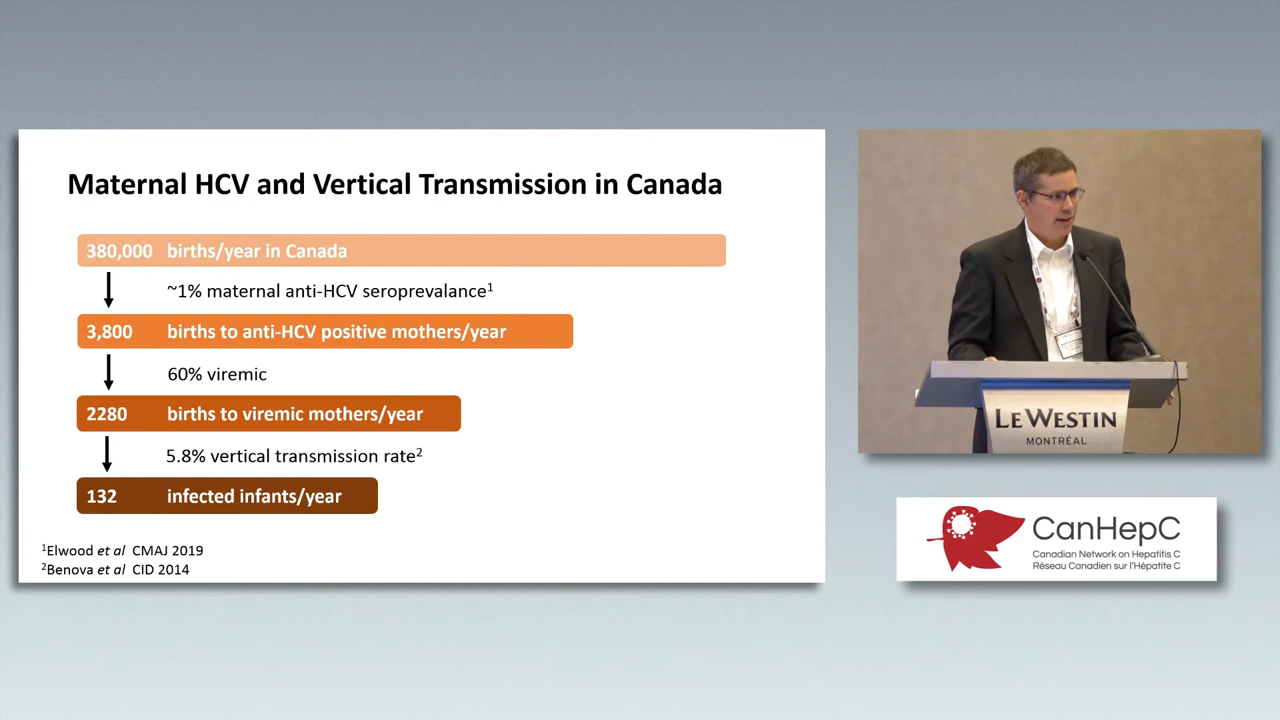 Maternal HCV and Vertical Transmission in Canada
380,000 births/year in Canada
~1% maternal anti-HCV seroprevalance¹
3,800 births to anti-HCV positive mothers/year
60% viremic
2280 births to viremic mothers/year
5.8% vertical transmission rate²
132 infected infants/year
¹Elwood et al CMAJ 2019
²Benova et al CID 2014
LE WESTIN
MONTRÉAL
CanHepC
Canadian Network on Hepatitis C
Réseau Canadien sur l'Hépatite C